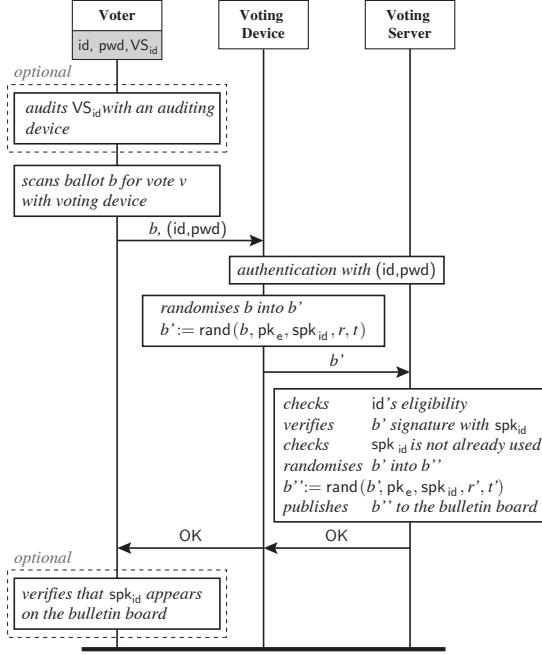 Voter
Voting Device
Voting Server
id, pwd, VS_id
optional
audits VS_id with an auditing
device
scans ballot b for vote v
with voting device
b, (id,pwd)
authentication with (id,pwd)
randomises b into b'
b' := rand(b, pk_e, spk_id, r, t)
b'
checks id's eligibility
verifies b' signature with spk_id
checks spk_id is not already used
randomises b' into b''
b'':= rand(b', pk_e, spk_id, r', t')
publishes b'' to the bulletin board
OK
OK
optional
verifies that spk_id appears
on the bulletin board